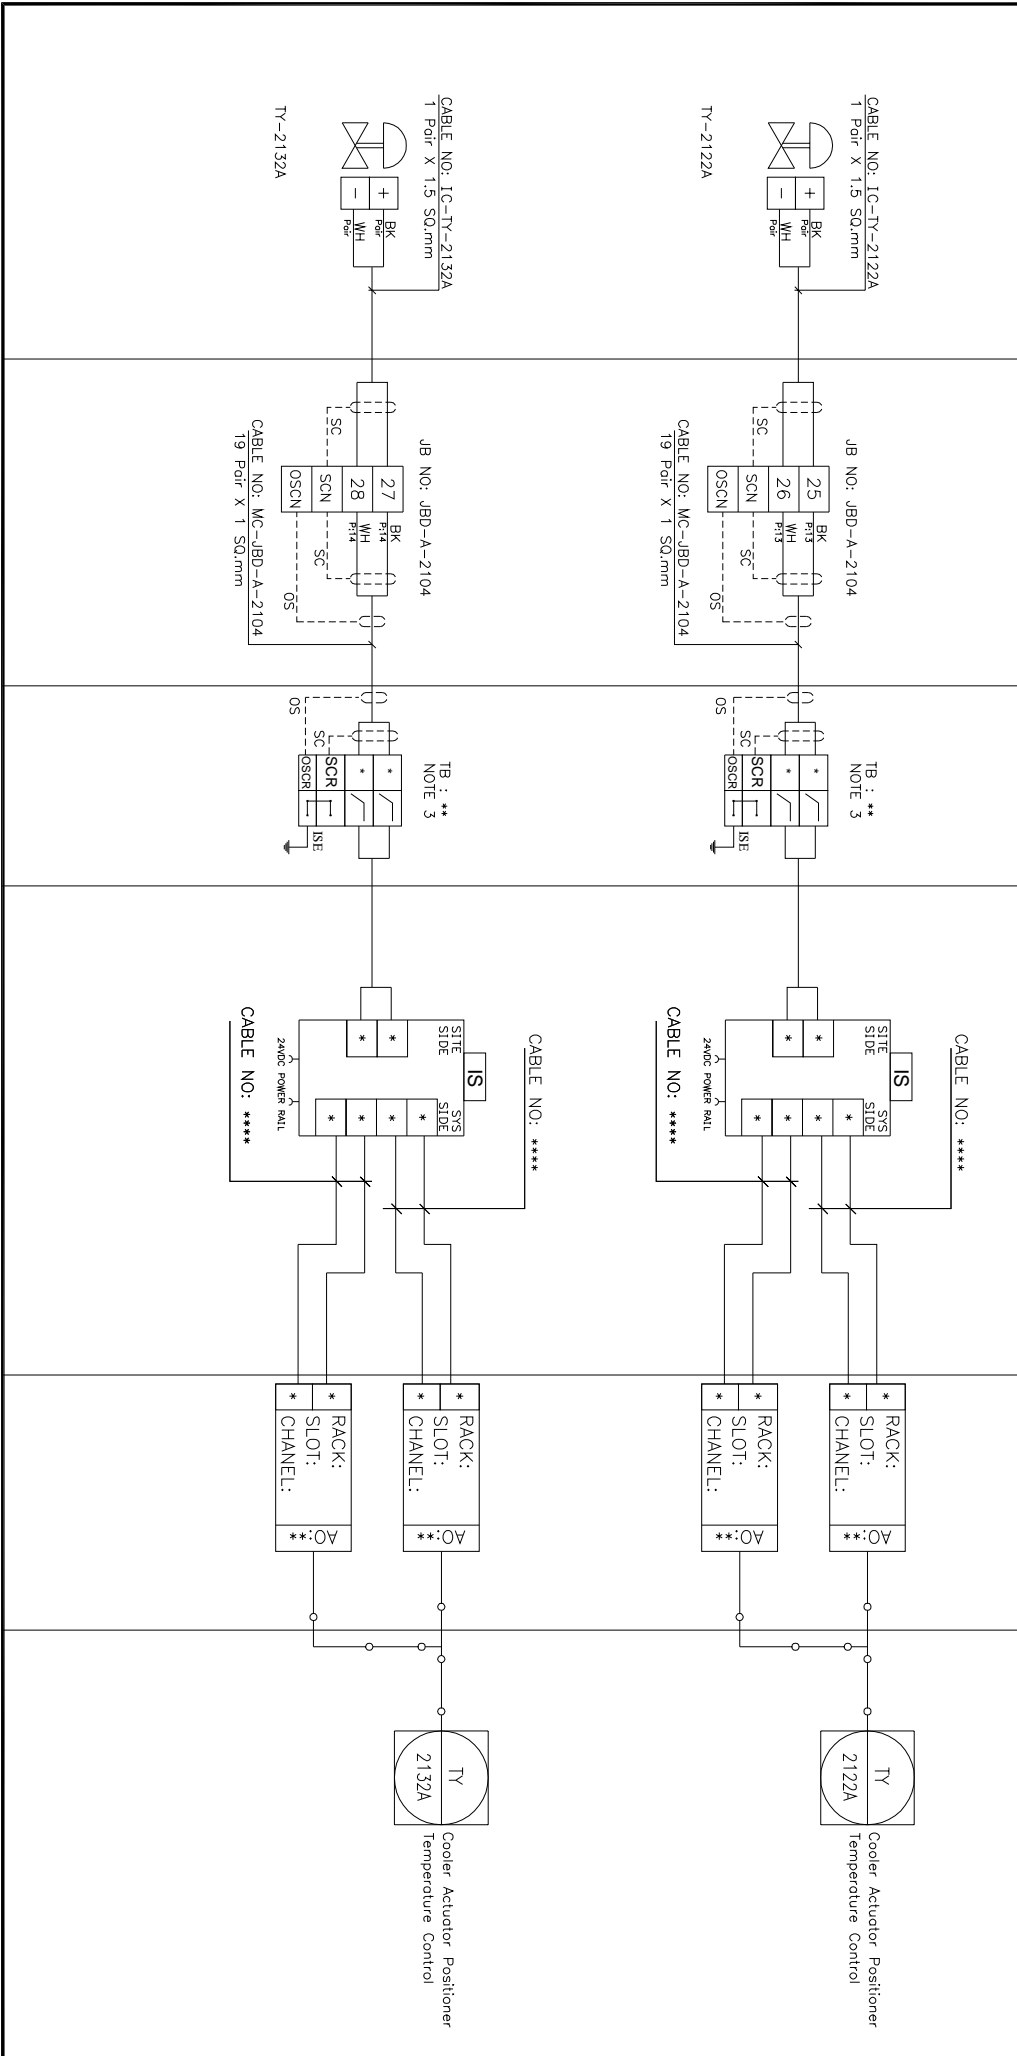 CABLE NO: IC-TY-2122A
1 Pair X 1.5 SQ.mm
+
-
BK
Pair
WH
Pair
TY-2122A
JB NO: JBD-A-2104
SC
25
26
SCN
OSCN
BK
P:13
WH
P:13
SC
OS
CABLE NO: MC-JBD-A-2104
19 Pair X 1 SQ.mm
TB : **
NOTE 3
OS
SC
*
*
SCR
OSCR
ISE
CABLE NO: ****
IS
SITE
SIDE
SYS
SIDE
*
*
*
*
*
*
24VDC POWER RAIL
CABLE NO: ****
*
*
RACK:
SLOT:
CHANEL:
AO:
**
*
*
RACK:
SLOT:
CHANEL:
AO:
**
TY
2122A
Cooler Actuator Positioner
Temperature Control
CABLE NO: IC-TY-2132A
1 Pair X 1.5 SQ.mm
+
-
BK
Pair
WH
Pair
TY-2132A
JB NO: JBD-A-2104
SC
27
28
SCN
OSCN
BK
P:14
WH
P:14
SC
OS
CABLE NO: MC-JBD-A-2104
19 Pair X 1 SQ.mm
TB : **
NOTE 3
OS
SC
*
*
SCR
OSCR
ISE
CABLE NO: ****
IS
SITE
SIDE
SYS
SIDE
*
*
*
*
*
*
24VDC POWER RAIL
CABLE NO: ****
*
*
RACK:
SLOT:
CHANEL:
AO:
**
*
*
RACK:
SLOT:
CHANEL:
AO:
**
TY
2132A
Cooler Actuator Positioner
Temperature Control